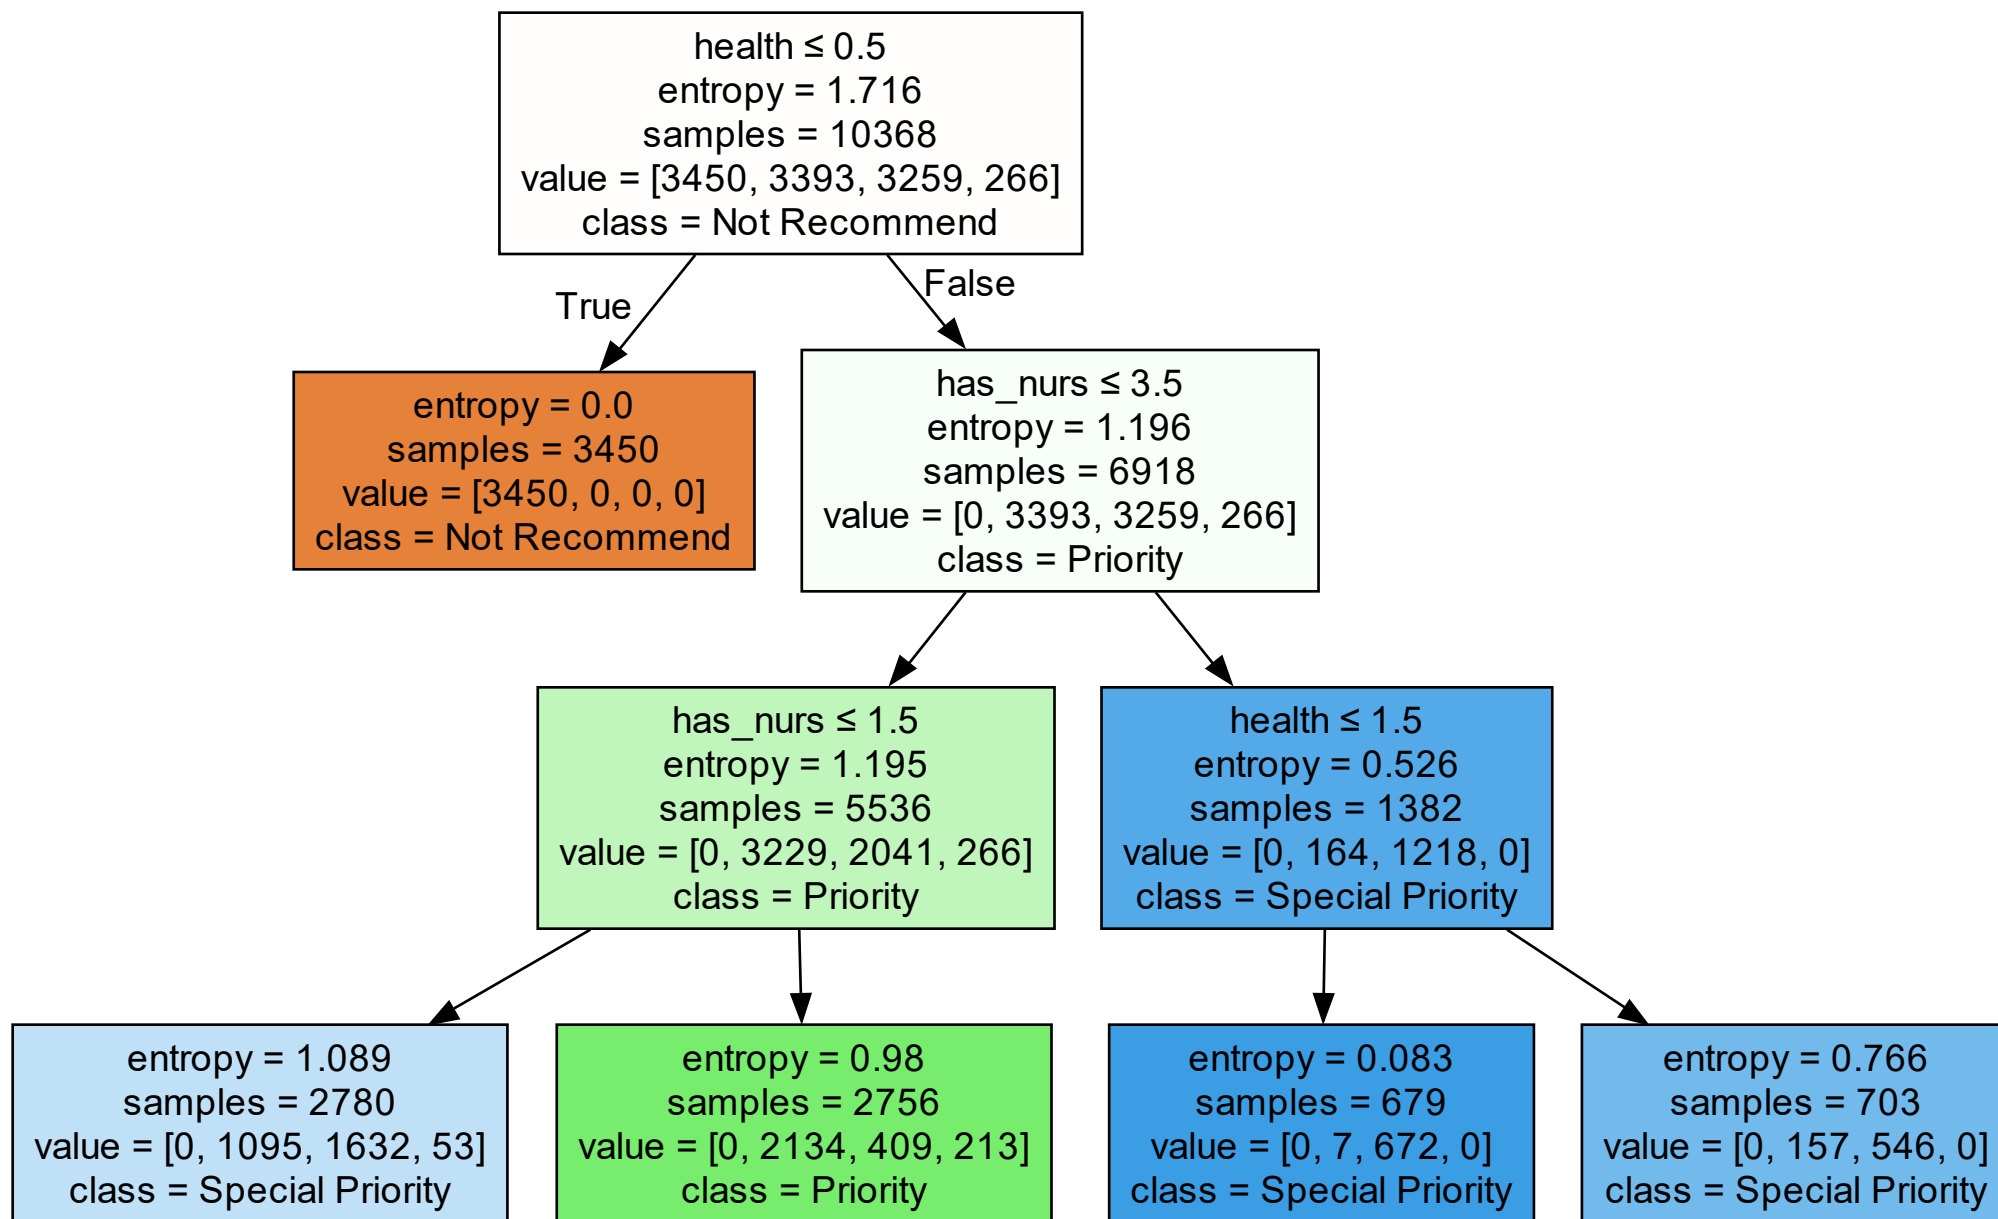 health ≤ 0.5
entropy = 1.716
samples = 10368
value = [3450, 3393, 3259, 266]
class = Not Recommend
True
False
entropy = 0.0
samples = 3450
value = [3450, 0, 0, 0]
class = Not Recommend
has_nurs ≤ 3.5
entropy = 1.196
samples = 6918
value = [0, 3393, 3259, 266]
class = Priority
has_nurs ≤ 1.5
entropy = 1.195
samples = 5536
value = [0, 3229, 2041, 266]
class = Priority
health ≤ 1.5
entropy = 0.526
samples = 1382
value = [0, 164, 1218, 0]
class = Special Priority
entropy = 1.089
samples = 2780
value = [0, 1095, 1632, 53]
class = Special Priority
entropy = 0.98
samples = 2756
value = [0, 2134, 409, 213]
class = Priority
entropy = 0.083
samples = 679
value = [0, 7, 672, 0]
class = Special Priority
entropy = 0.766
samples = 703
value = [0, 157, 546, 0]
class = Special Priority